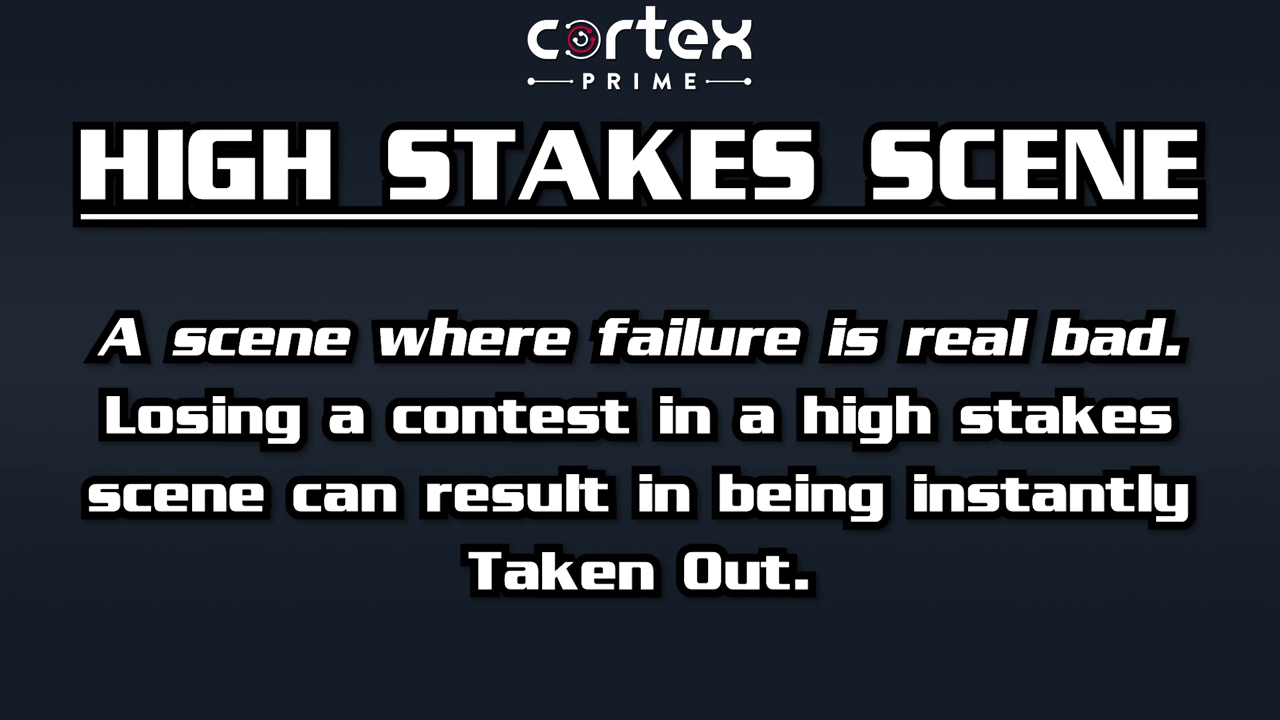 cortex
PRIME
HIGH STAKES SCENE
A scene where failure is real bad.
Losing a contest in a high stakes
scene can result in being instantly
Taken Out.